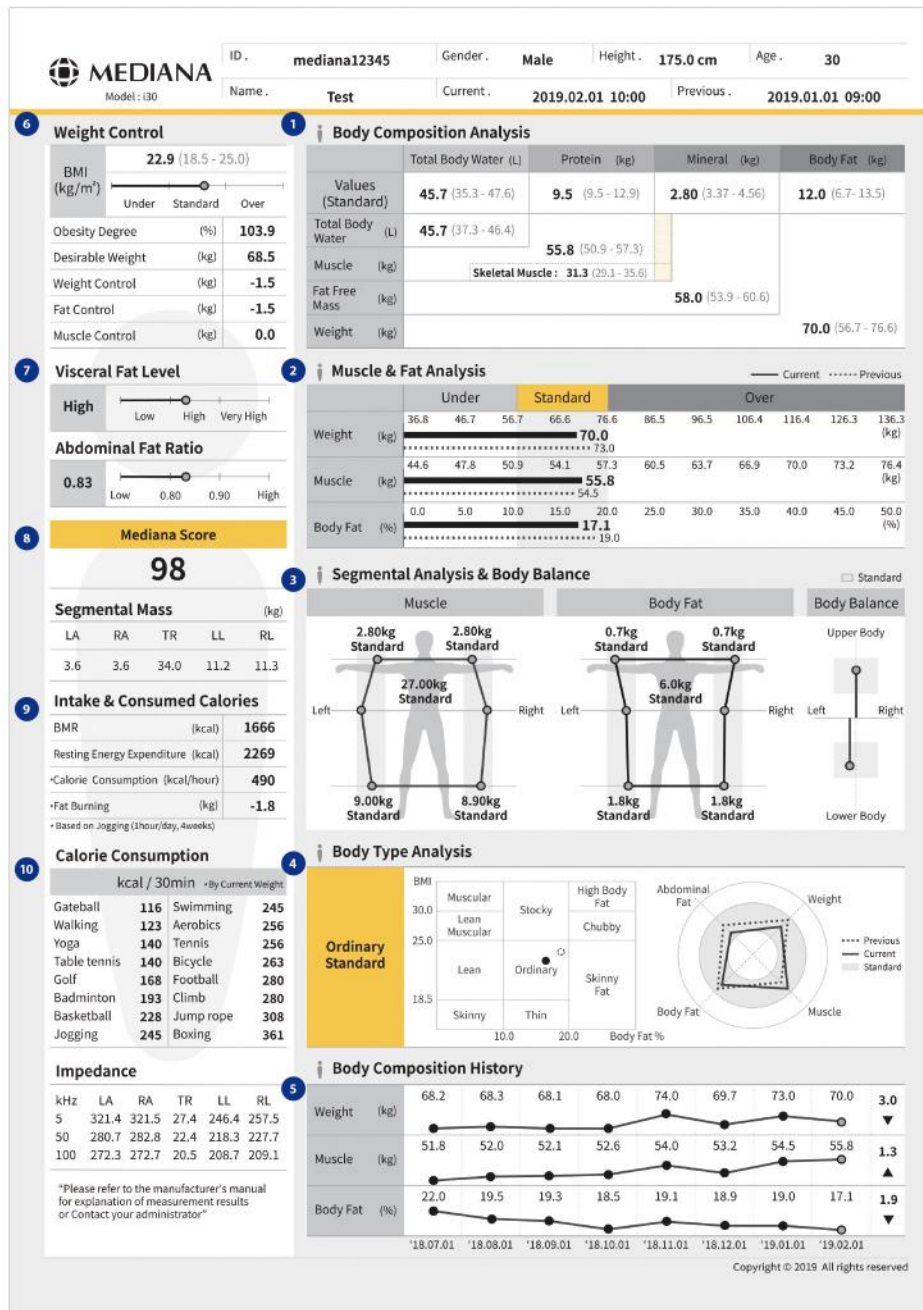 MEDIANA
Model : i30
ID . mediana12345 Gender . Male Height . 175.0 cm Age . 30
Name . Test Current . 2019.02.01 10:00 Previous . 2019.01.01 09:00
6 Weight Control
BMI (kg/m²) 22.9 (18.5 - 25.0)
Under Standard Over
Obesity Degree (%) 103.9
Desirable Weight (kg) 68.5
Weight Control (kg) -1.5
Fat Control (kg) -1.5
Muscle Control (kg) 0.0
7 Visceral Fat Level
High
Low High Very High
Abdominal Fat Ratio
0.83
Low 0.80 0.90 High
8 Mediana Score
98
Segmental Mass (kg)
LA RA TR LL RL
3.6 3.6 34.0 11.2 11.3
9 Intake & Consumed Calories
BMR (kcal) 1666
Resting Energy Expenditure (kcal) 2269
•Calorie Consumption (kcal/hour) 490
•Fat Burning (kg) -1.8
• Based on Jogging (1hour/day, 4weeks)
10 Calorie Consumption
kcal / 30min •By Current Weight
Gateball 116 Swimming 245
Walking 123 Aerobics 256
Yoga 140 Tennis 256
Table tennis 140 Bicycle 263
Golf 168 Football 280
Badminton 193 Climb 280
Basketball 228 Jump rope 308
Jogging 245 Boxing 361
Impedance
kHz LA RA TR LL RL
5 321.4 321.5 27.4 246.4 257.5
50 280.7 282.8 22.4 218.3 227.7
100 272.3 272.7 20.5 208.7 209.1
"Please refer to the manufacturer's manual
for explanation of measurement results
or Contact your administrator"
1 Body Composition Analysis
Total Body Water (L) Protein (kg) Mineral (kg) Body Fat (kg)
Values (Standard) 45.7 (35.3 - 47.6) 9.5 (9.5 - 12.9) 2.80 (3.37 - 4.56) 12.0 (6.7- 13.5)
Total Body Water (L) 45.7 (37.3 - 46.4)
Muscle (kg) 55.8 (50.9 - 57.3)
Skeletal Muscle : 31.3 (29.1 - 35.6)
Fat Free Mass (kg) 58.0 (53.9 - 60.6)
Weight (kg) 70.0 (56.7 - 76.6)
2 Muscle & Fat Analysis
Current Previous
Under Standard Over
Weight (kg) 36.8 46.7 56.7 66.6 76.6 86.5 96.5 106.4 116.4 126.3 136.3 (kg)
70.0
73.0
Muscle (kg) 44.6 47.8 50.9 54.1 57.3 60.5 63.7 66.9 70.0 73.2 76.4 (kg)
55.8
54.5
Body Fat (%) 0.0 5.0 10.0 15.0 20.0 25.0 30.0 35.0 40.0 45.0 50.0 (%)
17.1
19.0
3 Segmental Analysis & Body Balance
Standard
Muscle Body Fat Body Balance
2.80kg Standard 2.80kg Standard
27.00kg Standard
Left Right
9.00kg Standard 8.90kg Standard
0.7kg Standard 0.7kg Standard
6.0kg Standard
Left Right
1.8kg Standard 1.8kg Standard
Upper Body
Left Right
Lower Body
4 Body Type Analysis
Ordinary
Standard
BMI
30.0
25.0
18.5
Muscular Stocky High Body Fat
Lean Muscular Chubby
Lean Ordinary Skinny Fat
Skinny Thin
10.0 20.0 Body Fat %
Abdominal Fat Weight
Body Fat Muscle
Previous
Current
Standard
5 Body Composition History
Weight (kg) 68.2 68.3 68.1 68.0 74.0 69.7 73.0 70.0 3.0 ▼
Muscle (kg) 51.8 52.0 52.1 52.6 54.0 53.2 54.5 55.8 1.3 ▲
Body Fat (%) 22.0 19.5 19.3 18.5 19.1 18.9 19.0 17.1 1.9 ▼
'18.07.01 '18.08.01 '18.09.01 '18.10.01 '18.11.01 '18.12.01 '19.01.01 '19.02.01
Copyright © 2019 All rights reserved